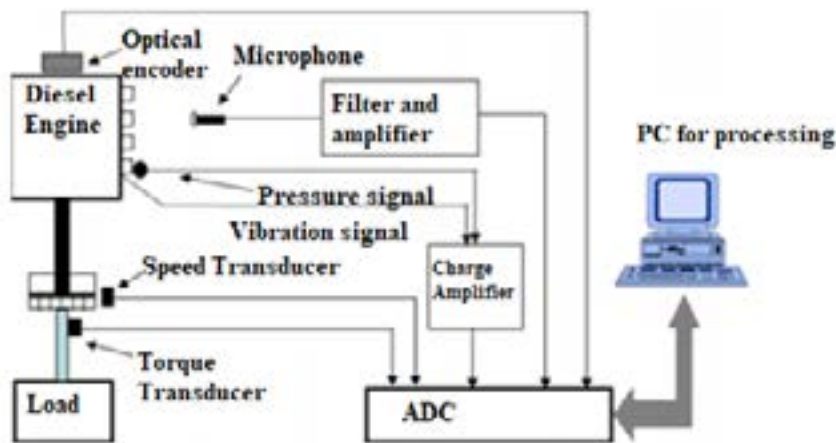 Optical
encoder
Microphone
Diesel
Engine
Filter and
amplifier
PC for processing
Pressure signal
Vibration signal
Speed Transducer
Charge
Amplifier
Torque
Transducer
Load
ADC